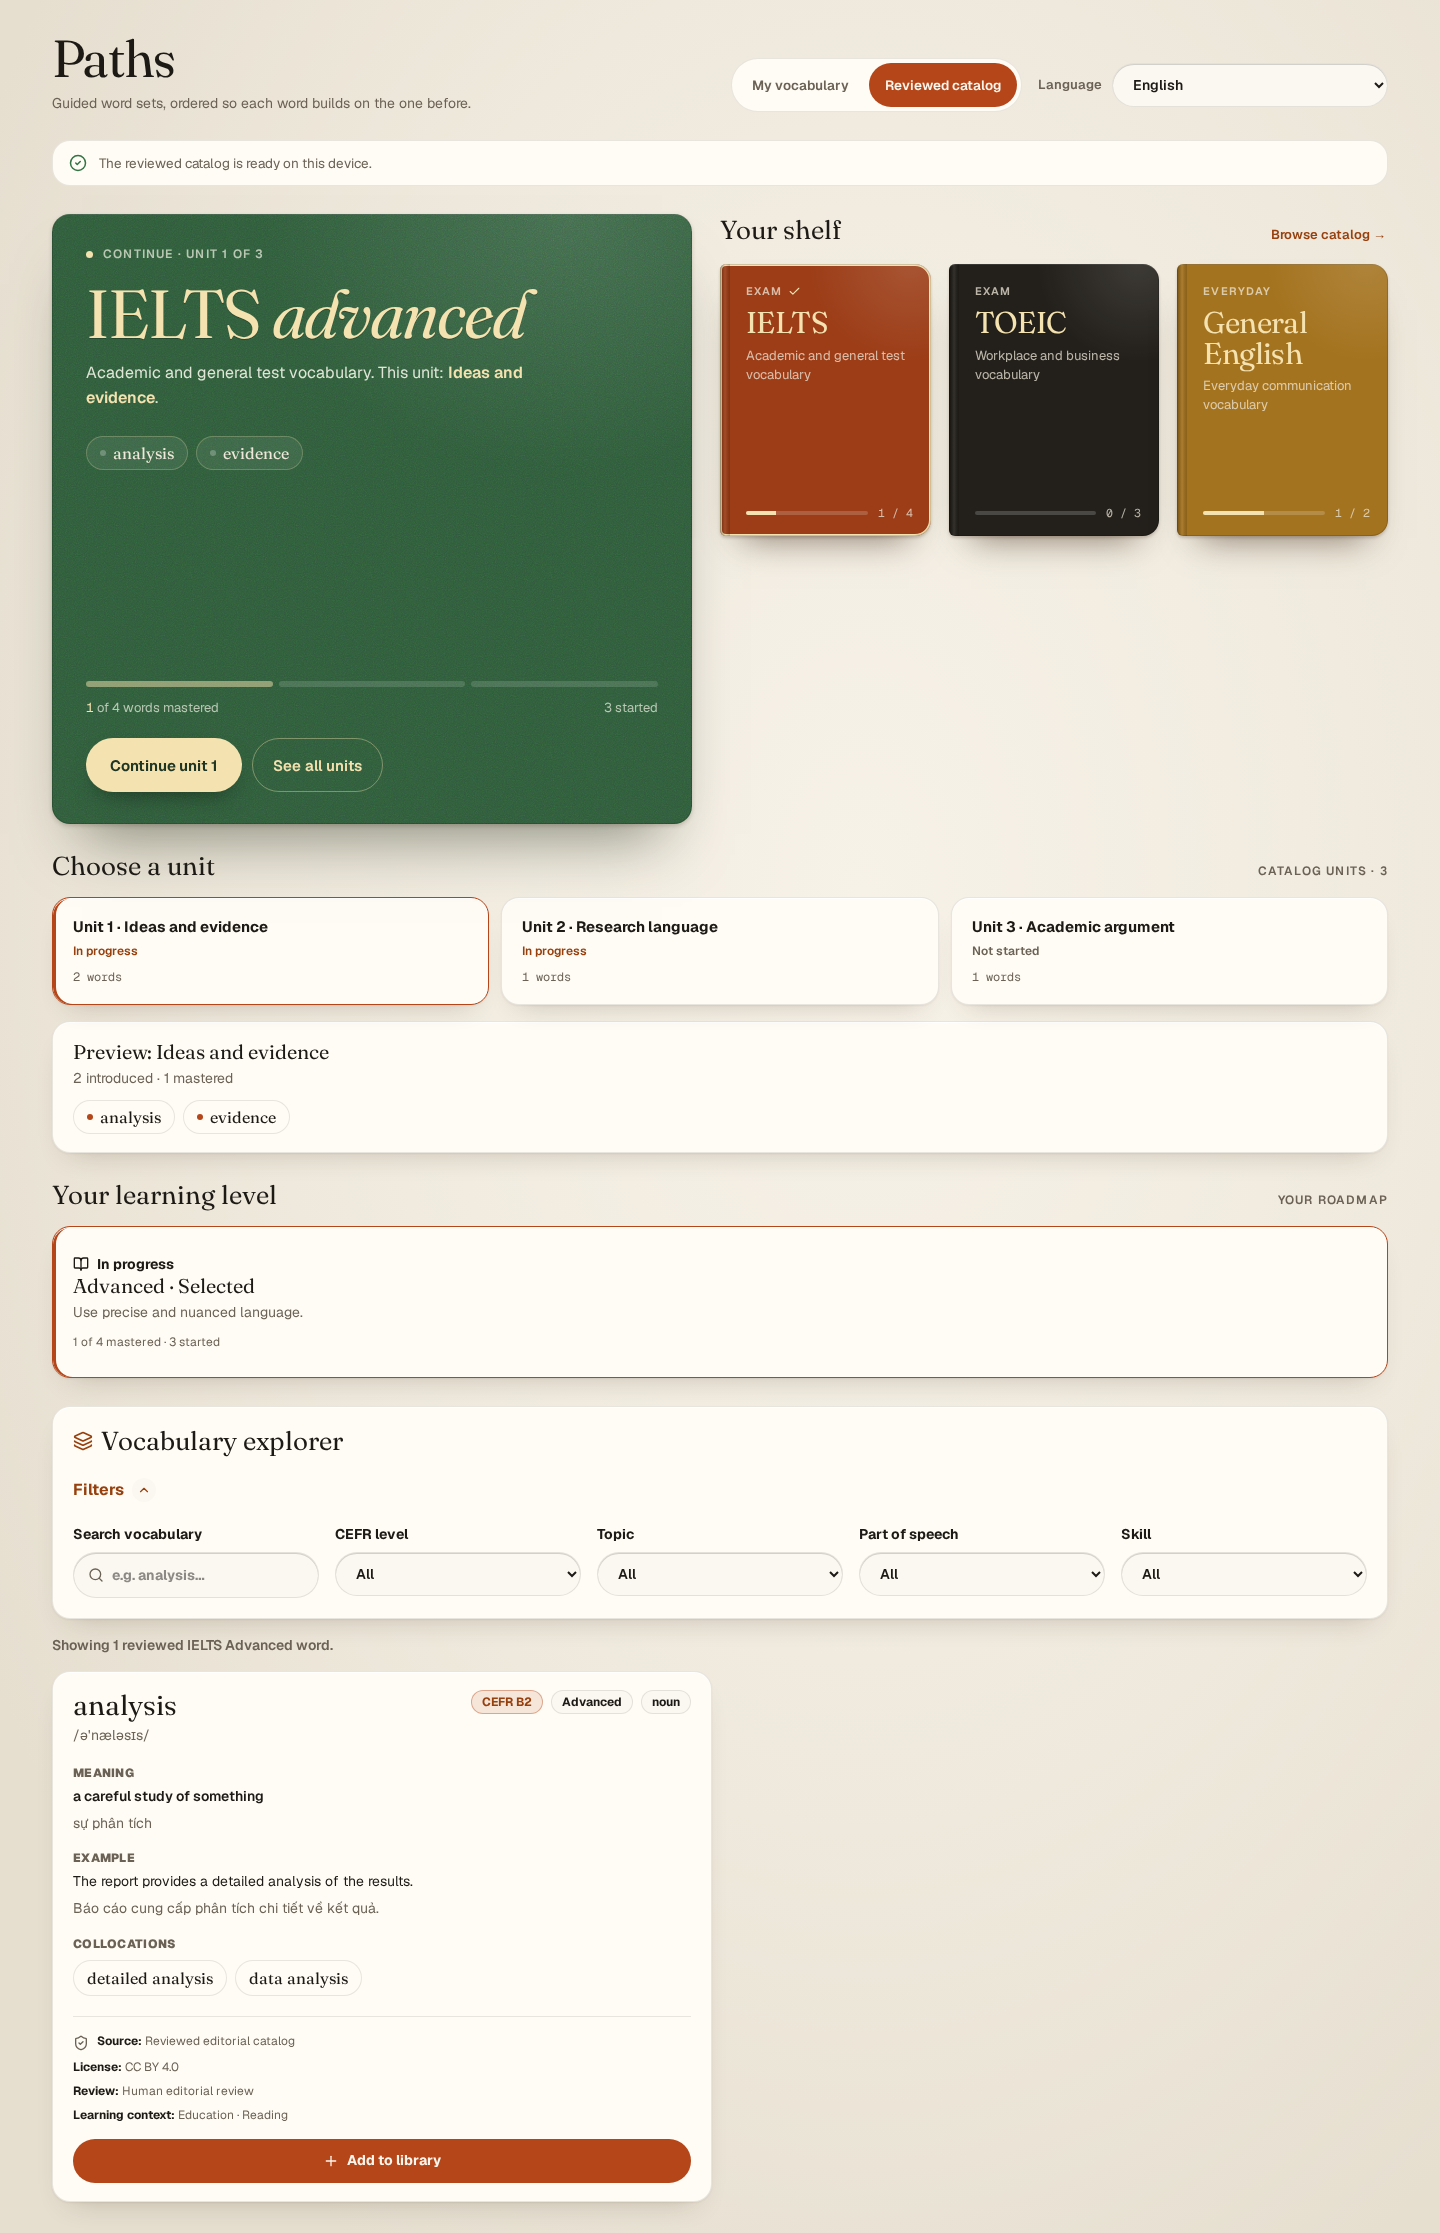 Paths
Guided word sets, ordered so each word builds on the one before.
My vocabulary
Reviewed catalog
Language
English
The reviewed catalog is ready on this device.
CONTINUE · UNIT 1 OF 3
IELTS advanced
Academic and general test vocabulary. This unit: Ideas and
evidence.
analysis
evidence
1 of 4 words mastered
3 started
Continue unit 1
See all units
Your shelf
Browse catalog →
EXAM
IELTS
Academic and general test
vocabulary
1 / 4
EXAM
TOEIC
Workplace and business
vocabulary
0 / 3
EVERYDAY
General
English
Everyday communication
vocabulary
1 / 2
Choose a unit
CATALOG UNITS · 3
Unit 1 · Ideas and evidence
In progress
2 words
Unit 2 · Research language
In progress
1 words
Unit 3 · Academic argument
Not started
1 words
Preview: Ideas and evidence
2 introduced · 1 mastered
analysis
evidence
Your learning level
YOUR ROADMAP
In progress
Advanced · Selected
Use precise and nuanced language.
1 of 4 mastered · 3 started
Vocabulary explorer
Filters
Search vocabulary
e.g. analysis...
CEFR level
All
Topic
All
Part of speech
All
Skill
All
Showing 1 reviewed IELTS Advanced word.
analysis
CEFR B2
Advanced
noun
/əˈnæləsɪs/
MEANING
a careful study of something
sự phân tích
EXAMPLE
The report provides a detailed analysis of the results.
Báo cáo cung cấp phân tích chi tiết về kết quả.
COLLOCATIONS
detailed analysis
data analysis
Source: Reviewed editorial catalog
License: CC BY 4.0
Review: Human editorial review
Learning context: Education · Reading
Add to library